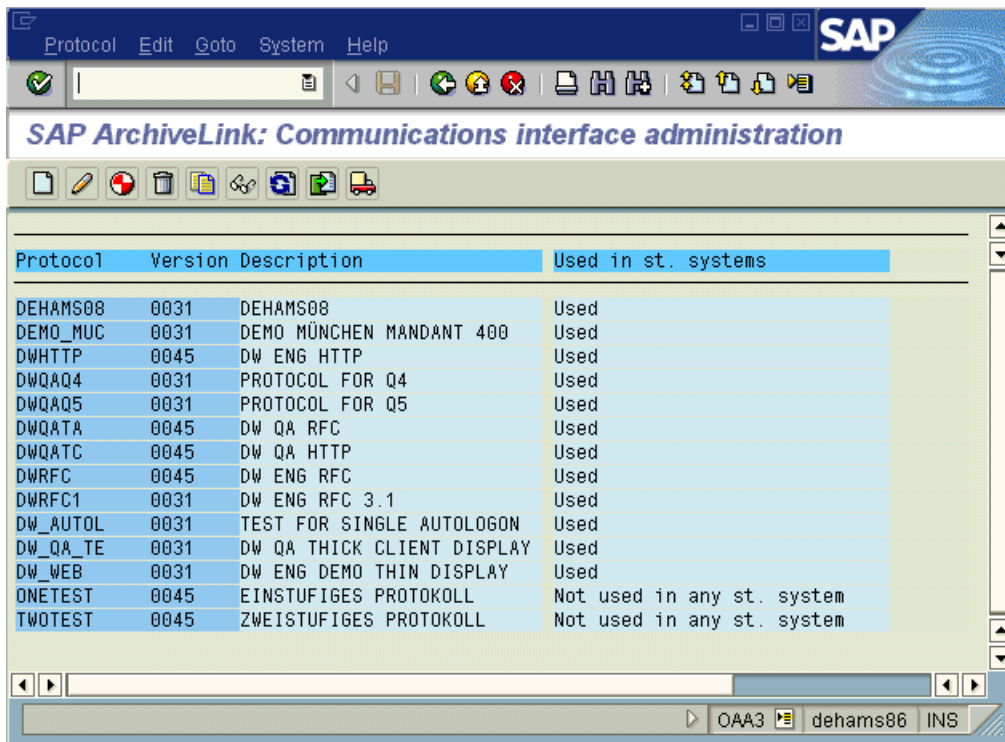 Protocol Edit Goto System Help
SAP
SAP ArchiveLink: Communications interface administration
Protocol Version Description Used in st. systems
DEHAMS08 0031 DEHAMS08 Used
DEMO_MUC 0031 DEMO MÜNCHEN MANDANT 400 Used
DWHTTP 0045 DW ENG HTTP Used
DWQAQ4 0031 PROTOCOL FOR Q4 Used
DWQAQ5 0031 PROTOCOL FOR Q5 Used
DWQATA 0045 DW QA RFC Used
DWQATC 0045 DW QA HTTP Used
DWRFC 0045 DW ENG RFC Used
DWRFC1 0031 DW ENG RFC 3.1 Used
DW_AUTOL 0031 TEST FOR SINGLE AUTOLOGON Used
DW_QA_TE 0031 DW QA THICK CLIENT DISPLAY Used
DW_WEB 0031 DW ENG DEMO THIN DISPLAY Used
ONETEST 0045 EINSTUFIGES PROTOKOLL Not used in any st. system
TWOTEST 0045 ZWEISTUFIGES PROTOKOLL Not used in any st. system
OAA3 dehams86 INS